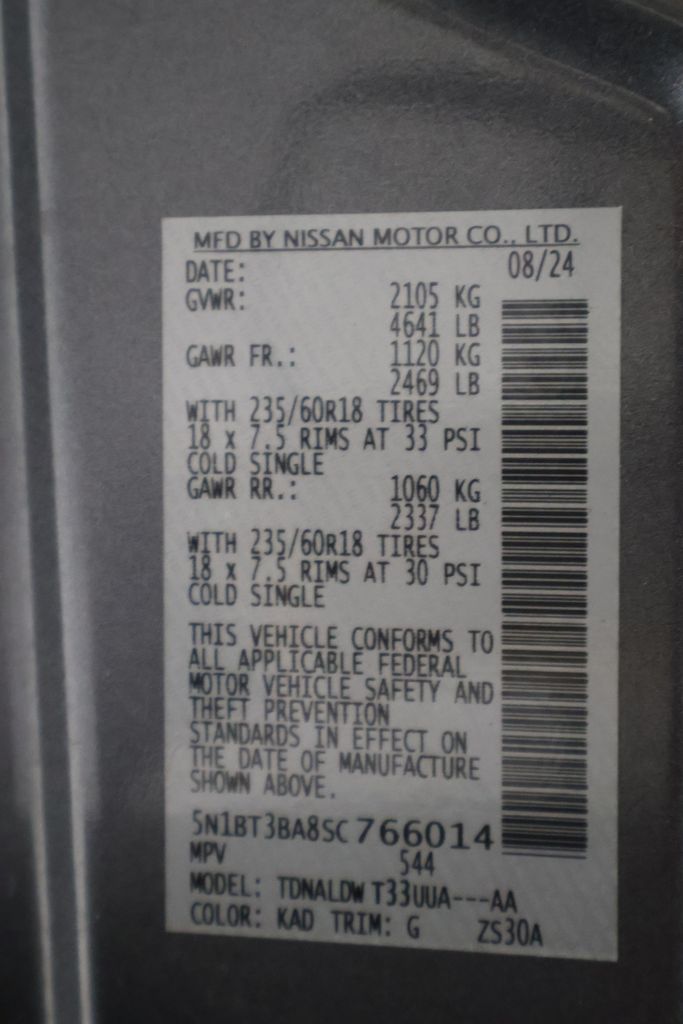 MFD BY NISSAN MOTOR CO., LTD.
DATE: 08/24
GVWR: 2105 KG
4641 LB
GAWR FR.: 1120 KG
2469 LB
WITH 235/60R18 TIRES
18 x 7.5 RIMS AT 33 PSI
COLD SINGLE
GAWR RR.: 1060 KG
2337 LB
WITH 235/60R18 TIRES
18 x 7.5 RIMS AT 30 PSI
COLD SINGLE
THIS VEHICLE CONFORMS TO
ALL APPLICABLE FEDERAL
MOTOR VEHICLE SAFETY AND
THEFT PREVENTION
STANDARDS IN EFFECT ON
THE DATE OF MANUFACTURE
SHOWN ABOVE.
5N1BT3BA8SC766014
MPV 544
MODEL: TDNALDW T33UUA---AA
COLOR: KAD TRIM: G ZS30A